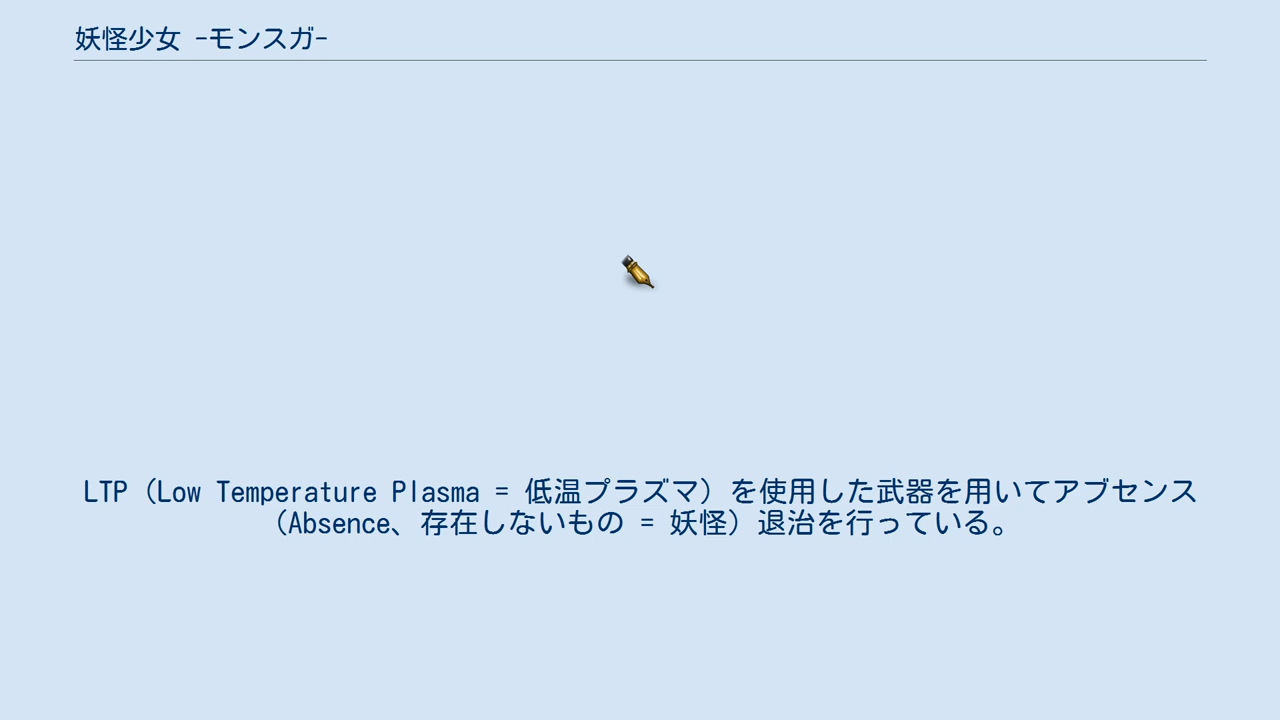 妖怪少女 -モンスガ-
LTP（Low Temperature Plasma = 低温プラズマ）を使用した武器を用いてアブセンス
（Absence、存在しないもの = 妖怪）退治を行っている。